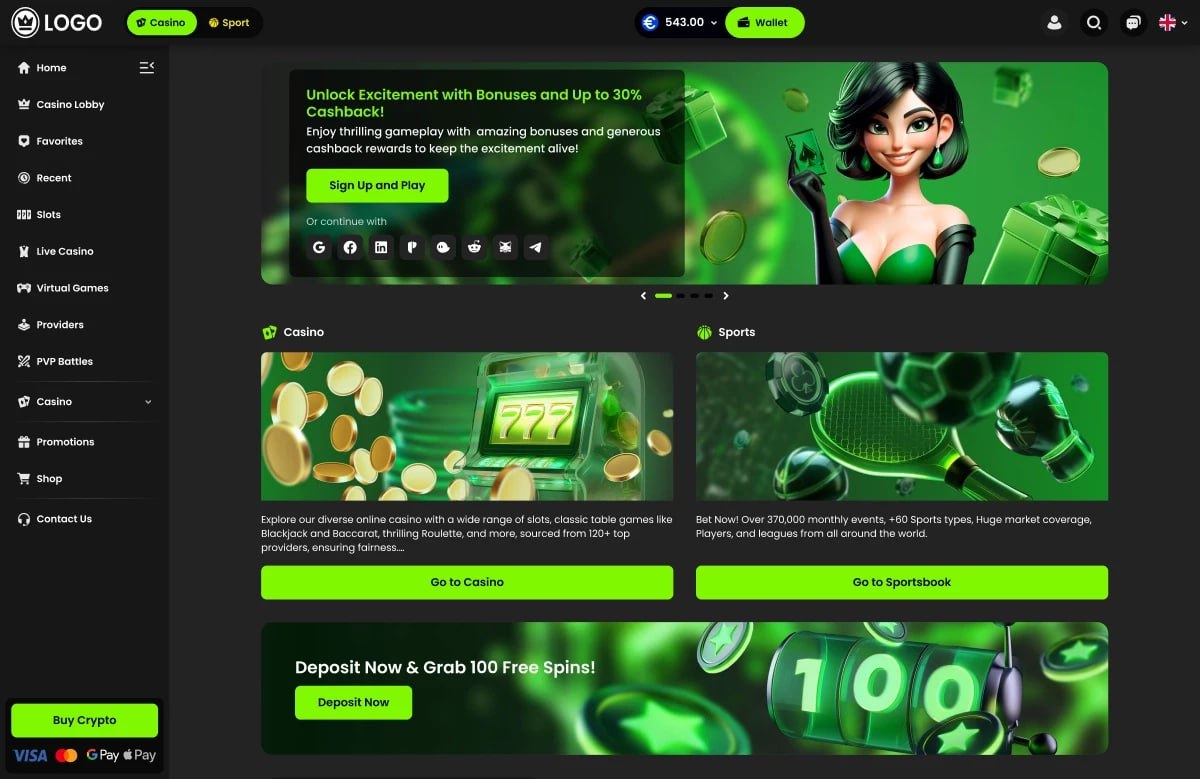 LOGO
Casino
Sport
€ 543.00
Wallet
Home
Casino Lobby
Favorites
Recent
Slots
Live Casino
Virtual Games
Providers
PVP Battles
Casino
Promotions
Shop
Contact Us
Buy Crypto
VISA
G Pay
Pay
Unlock Excitement with Bonuses and Up to 30%
Cashback!
Enjoy thrilling gameplay with amazing bonuses and generous
cashback rewards to keep the excitement alive!
Sign Up and Play
Or continue with
Casino
777
Explore our diverse online casino with a wide range of slots, classic table games like
Blackjack and Baccarat, thrilling Roulette, and more, sourced from 120+ top
providers, ensuring fairness....
Go to Casino
Sports
Bet Now! Over 370,000 monthly events, +60 Sports types, Huge market coverage,
Players, and leagues from all around the world.
Go to Sportsbook
Deposit Now & Grab 100 Free Spins!
Deposit Now
100